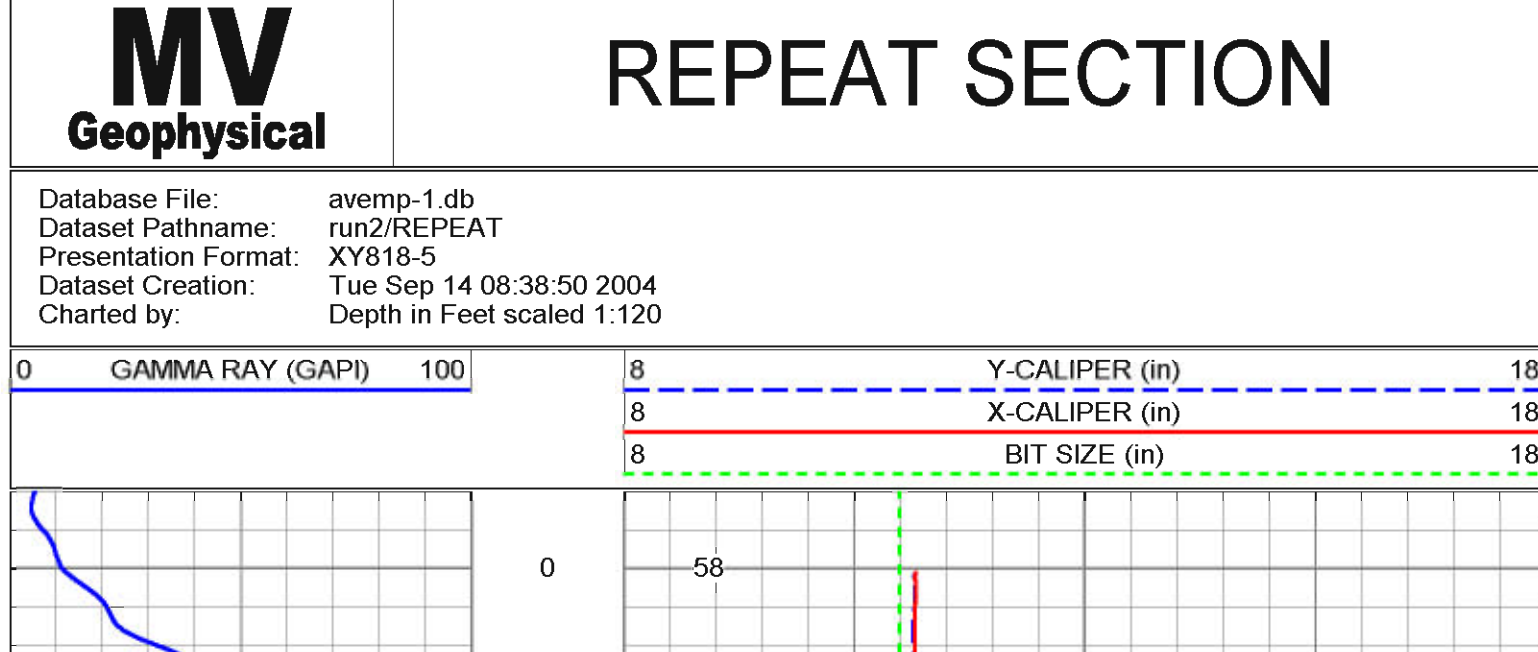 MV
Geophysical
REPEAT SECTION
Database File: avemp-1.db
Dataset Pathname: run2/REPEAT
Presentation Format: XY818-5
Dataset Creation: Tue Sep 14 08:38:50 2004
Charted by: Depth in Feet scaled 1:120
0 GAMMA RAY (GAPI) 100
8 Y-CALIPER (in) 18
8 X-CALIPER (in) 18
8 BIT SIZE (in) 18
0 58